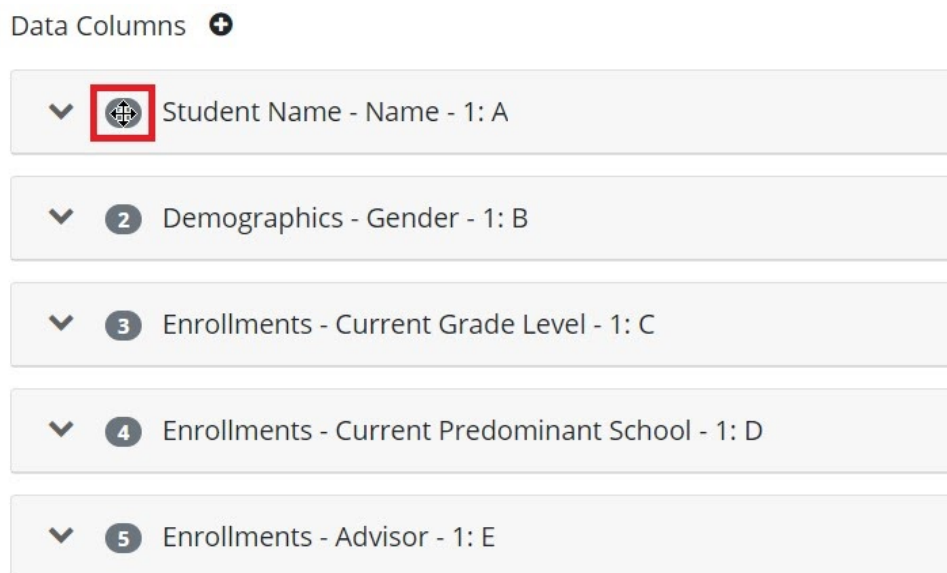 Data Columns
Student Name - Name - 1: A
2 Demographics - Gender - 1: B
3 Enrollments - Current Grade Level - 1: C
4 Enrollments - Current Predominant School - 1: D
5 Enrollments - Advisor - 1: E